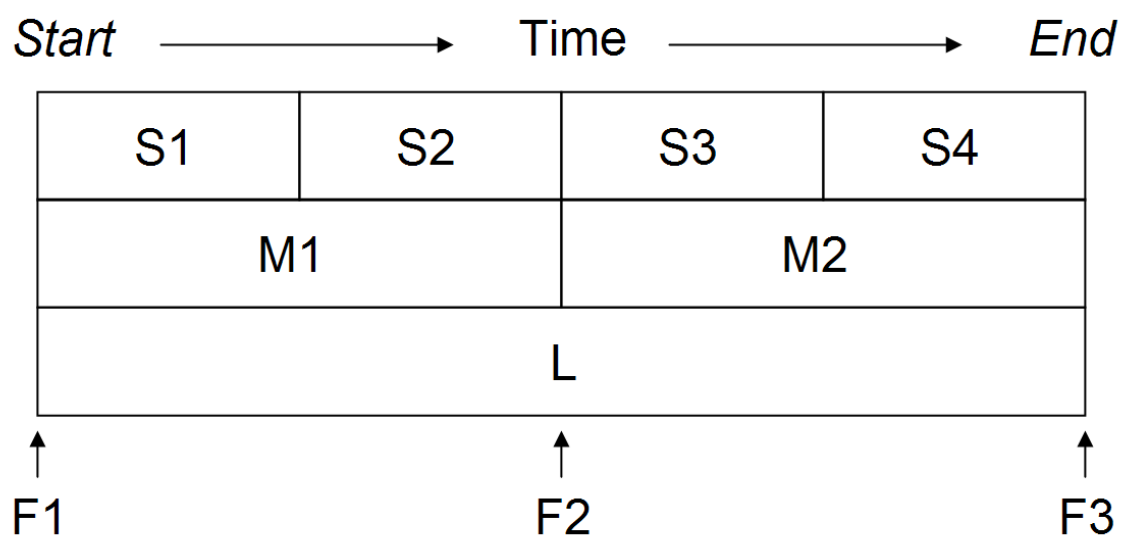 Start Time End
S1 S2 S3 S4
M1 M2
L
F1 F2 F3